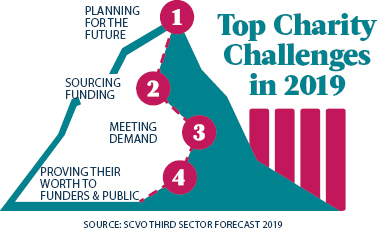 PLANNING
FOR THE
FUTURE
1
Top Charity
Challenges
in 2019
SOURCING
FUNDING
2
MEETING
DEMAND
3
PROVING THEIR
WORTH TO
FUNDERS & PUBLIC
4
SOURCE: SCVO THIRD SECTOR FORECAST 2019